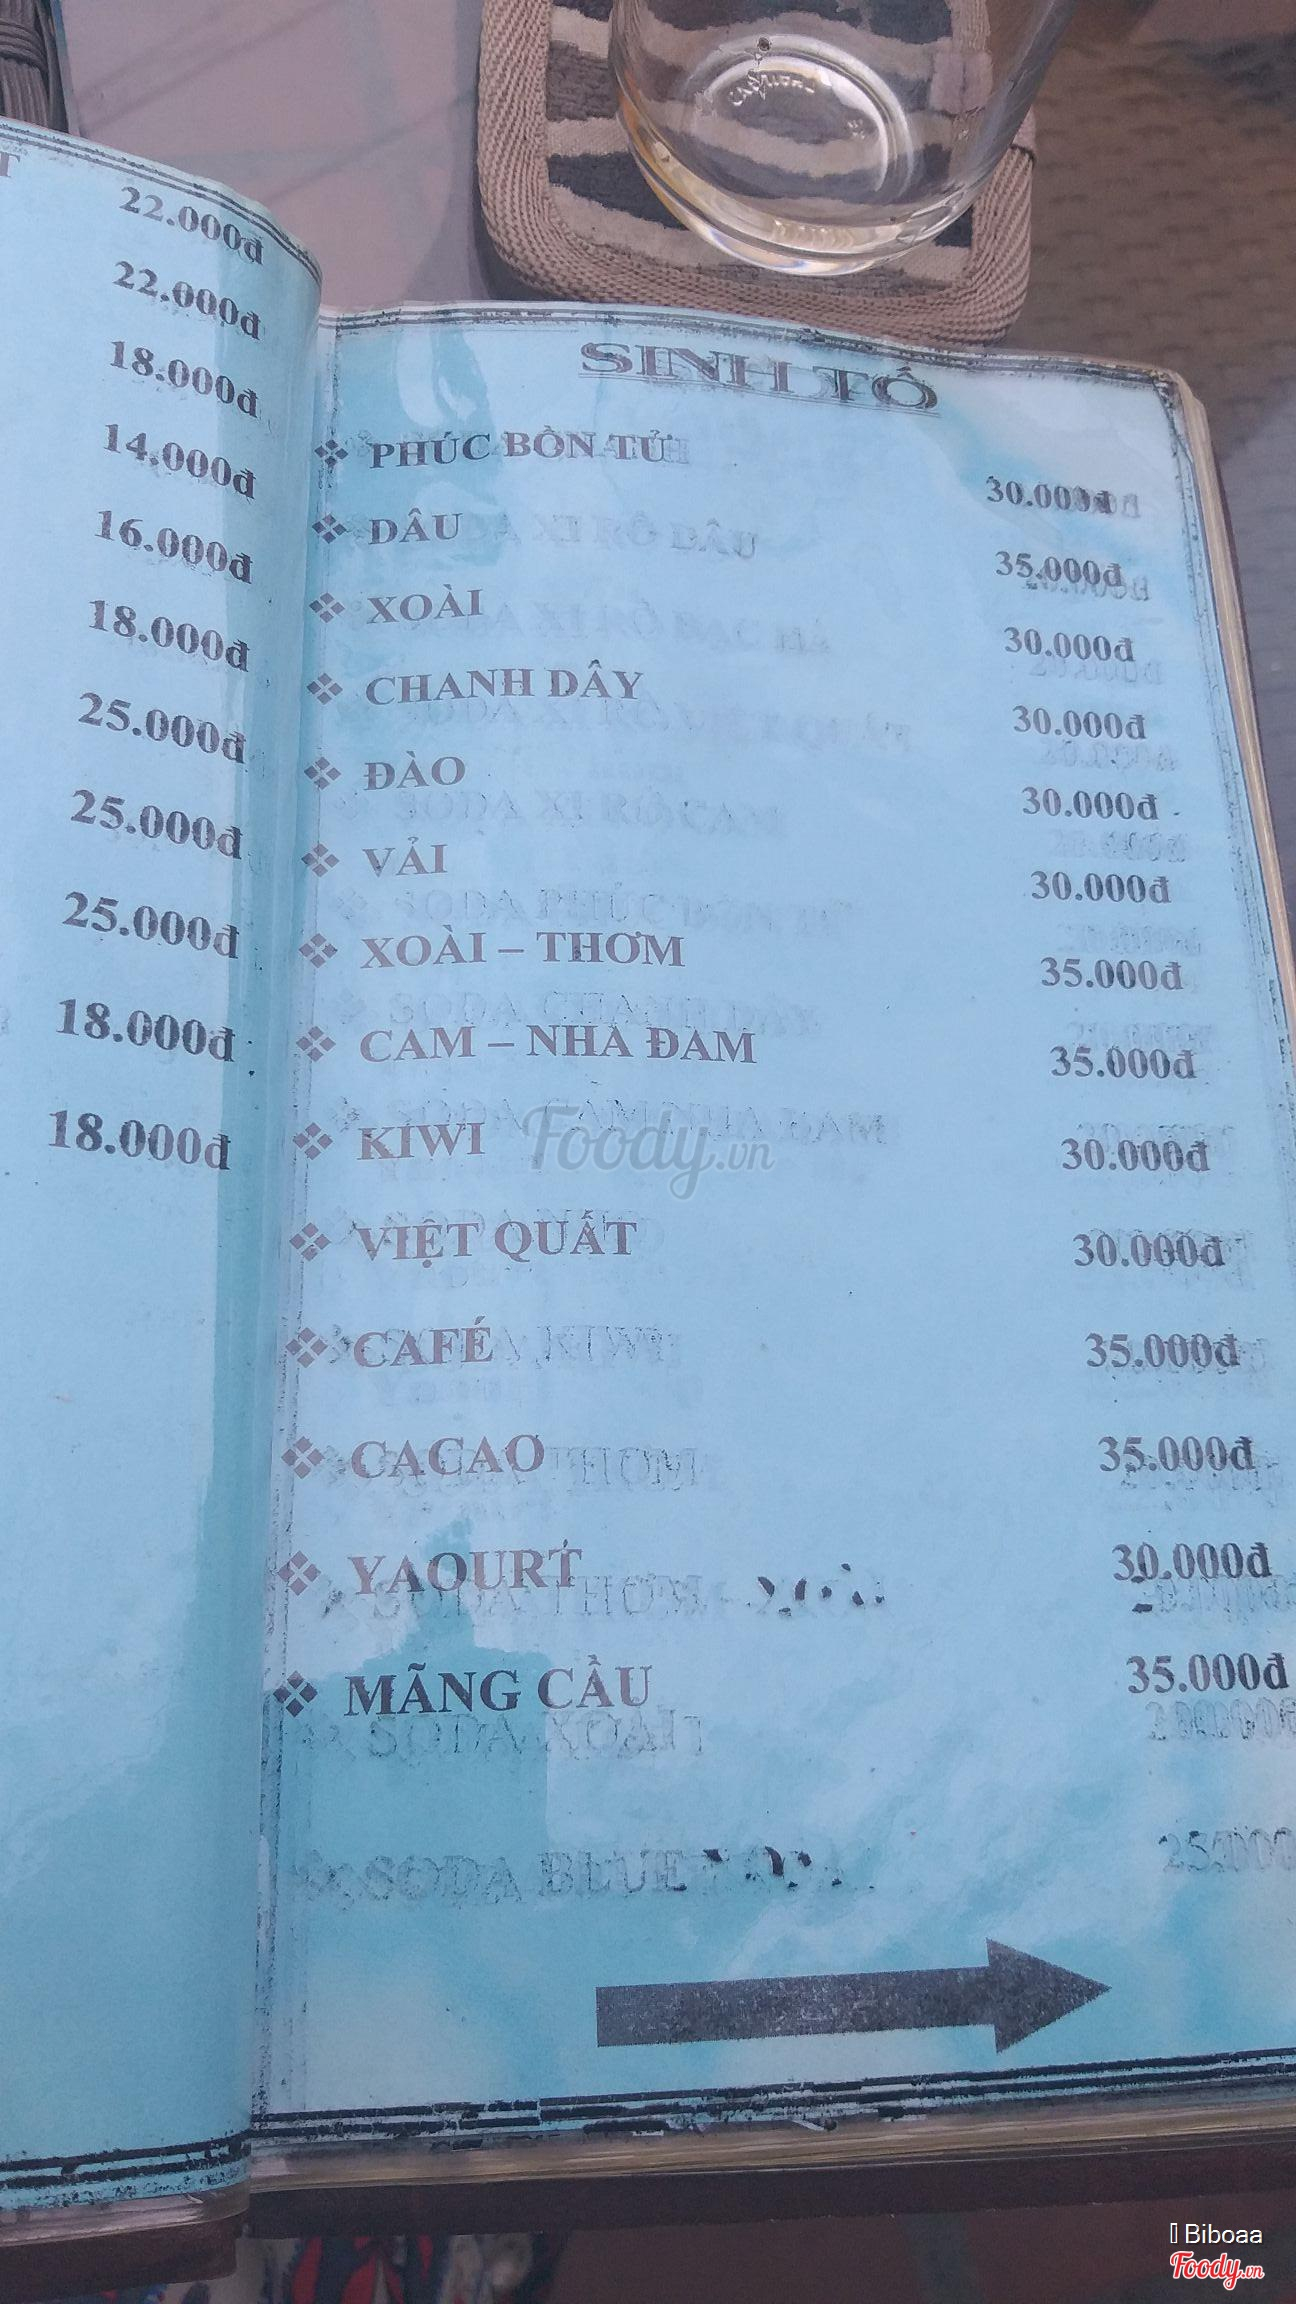 22.000đ
22.000đ
18.000đ
14.000đ
16.000đ
18.000đ
25.000đ
25.000đ
25.000đ
18.000đ
18.000đ
SINH TỐ
PHÚC BỒN TỬ 30.000đ
DÂU 35.000đ
XOÀI 30.000đ
CHANH DÂY 30.000đ
ĐÀO 30.000đ
VẢI 30.000đ
XOÀI – THƠM 35.000đ
CAM – NHA ĐAM 35.000đ
KIWI 30.000đ
VIỆT QUẤT 30.000đ
CAFÉ 35.000đ
CACAO 35.000đ
YAOURT 30.000đ
MÃNG CẦU 35.000đ
Foody.vn
Biboaa
Foody.vn